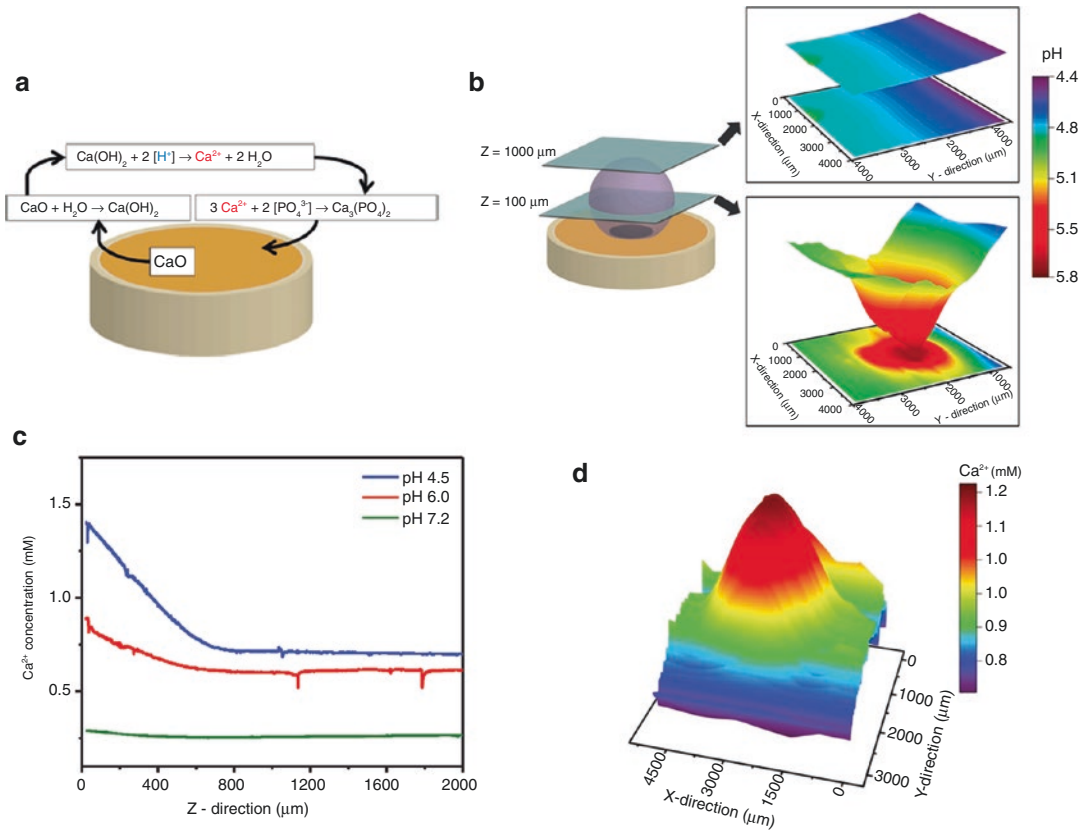 a
Ca(OH)₂ + 2 [H⁺] → Ca²⁺ + 2 H₂O
CaO + H₂O → Ca(OH)₂
3 Ca²⁺ + 2 [PO₄³⁻] → Ca₃(PO₄)₂
CaO
b
Z = 1000 μm
Z = 100 μm
0
1000
2000
3000
4000
X-direction (μm)
4000
3000
2000
1000
Y - direction (μm)
4000
0
1000
2000
3000
4000
X-direction (μm)
4000
3000
2000
1000
Y - direction (μm)
pH
4.4
4.8
5.1
5.5
5.8
c
Ca²⁺ concentration (mM)
1.5
1.0
0.5
pH 4.5
pH 6.0
pH 7.2
0 400 800 1200 1600 2000
Z - direction (μm)
d
Ca²⁺ (mM)
1.2
1.1
1.0
1.0
0.9
0.8
4500
3000
1500
0
X-direction (μm)
0
1000
2000
3000
Y-direction (μm)